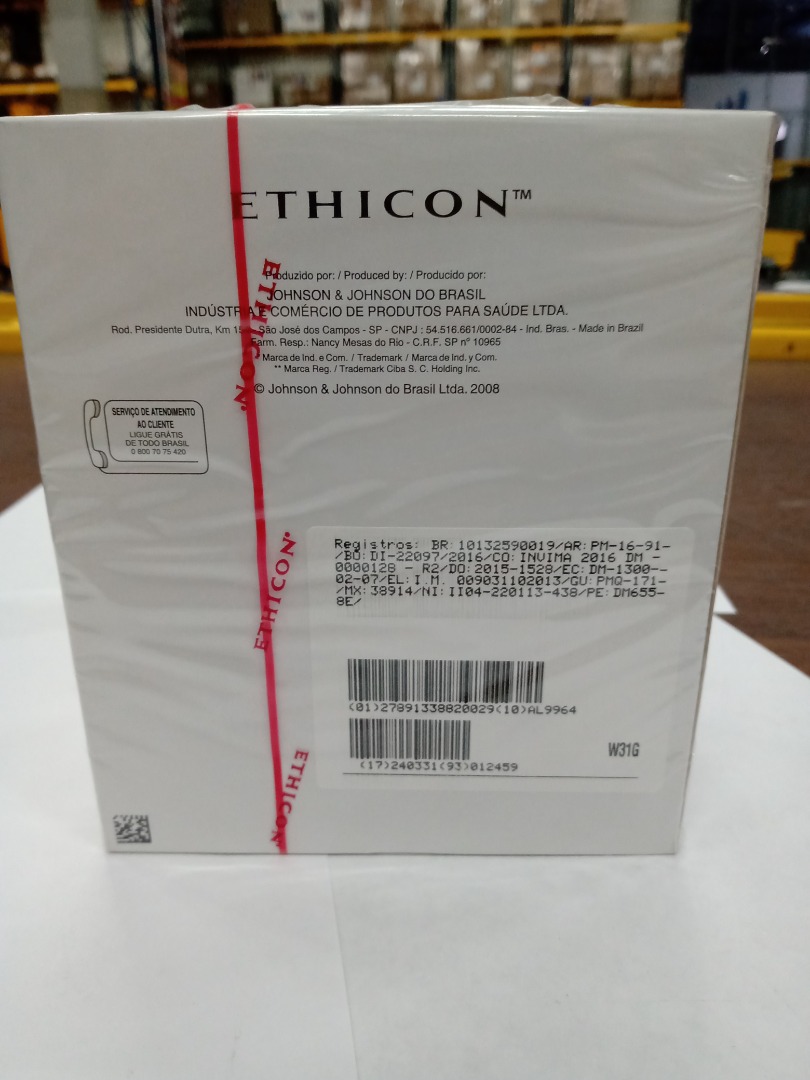 ETHICON™
Produzido por: / Produced by: / Producido por:
JOHNSON & JOHNSON DO BRASIL
INDÚSTRIA E COMÉRCIO DE PRODUTOS PARA SAÚDE LTDA.
Rod. Presidente Dutra, Km São José dos Campos - SP - CNPJ : 54.516.661/0002-84 - Ind. Bras. - Made in Brazil
Farm. Resp.: Nancy Mesas do Rio - C.R.F. SP nº 10965
* Marca de Ind. e Com. / Trademark / Marca de Ind. y Com.
** Marca Reg. / Trademark Ciba S. C. Holding Inc.
© Johnson & Johnson do Brasil Ltda. 2008
SERVIÇO DE ATENDIMENTO
AO CLIENTE
LIGUE GRÁTIS
DE TODO BRASIL
0 800 70 75 420
ETHICON®
ETHICON®
ETHICON®
Registros: BR: 10132590019/AR: PM-16-91-
/BO: DI-22097/2016/CO: INVIMA 2016 DM -
0000128 - R2/DO: 2015-1528/EC: DM-1300--
02-07/EL: I.M. 009031102013/GU: PMQ-171-
/MX: 38914/NI: II04-220113-438/PE: DM655-
8E/
(01)27891338820029(10)AL9964
(17)240331(93)012459
W31G